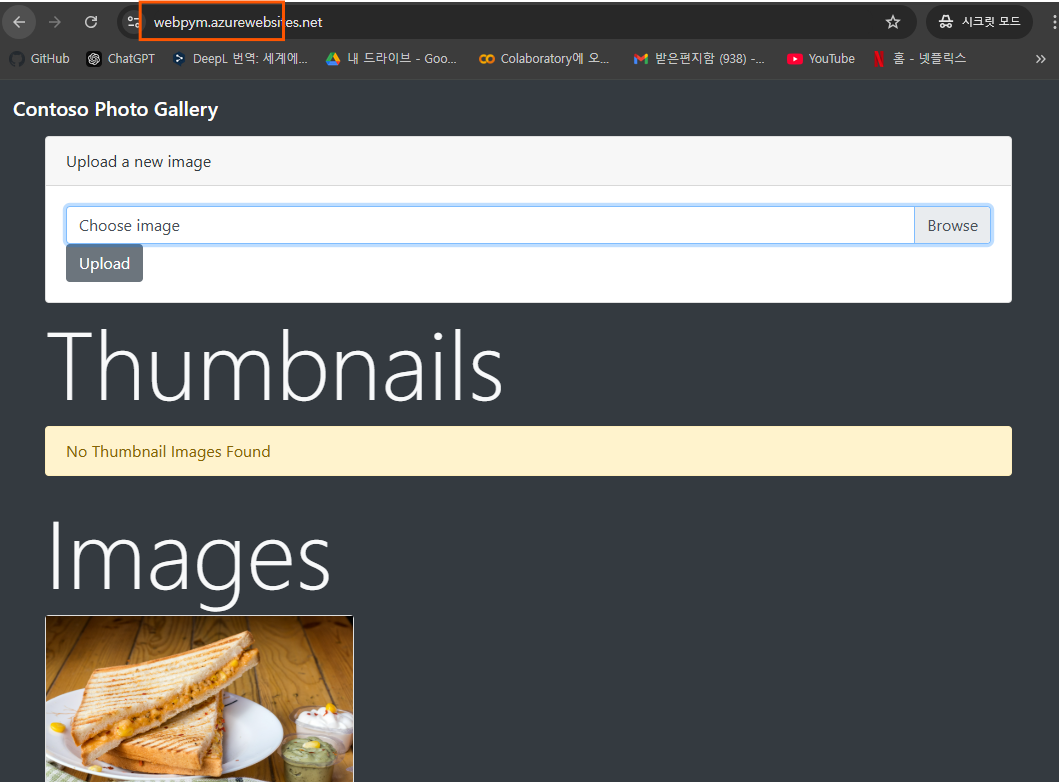 webpym.azurewebsites.net
시크릿 모드
GitHub ChatGPT DeepL 번역: 세계에... 내 드라이브 - Goo... Colaboratory에 오... 받은편지함 (938) -... YouTube 홈 - 넷플릭스
Contoso Photo Gallery
Upload a new image
Choose image Browse
Upload
Thumbnails
No Thumbnail Images Found
Images